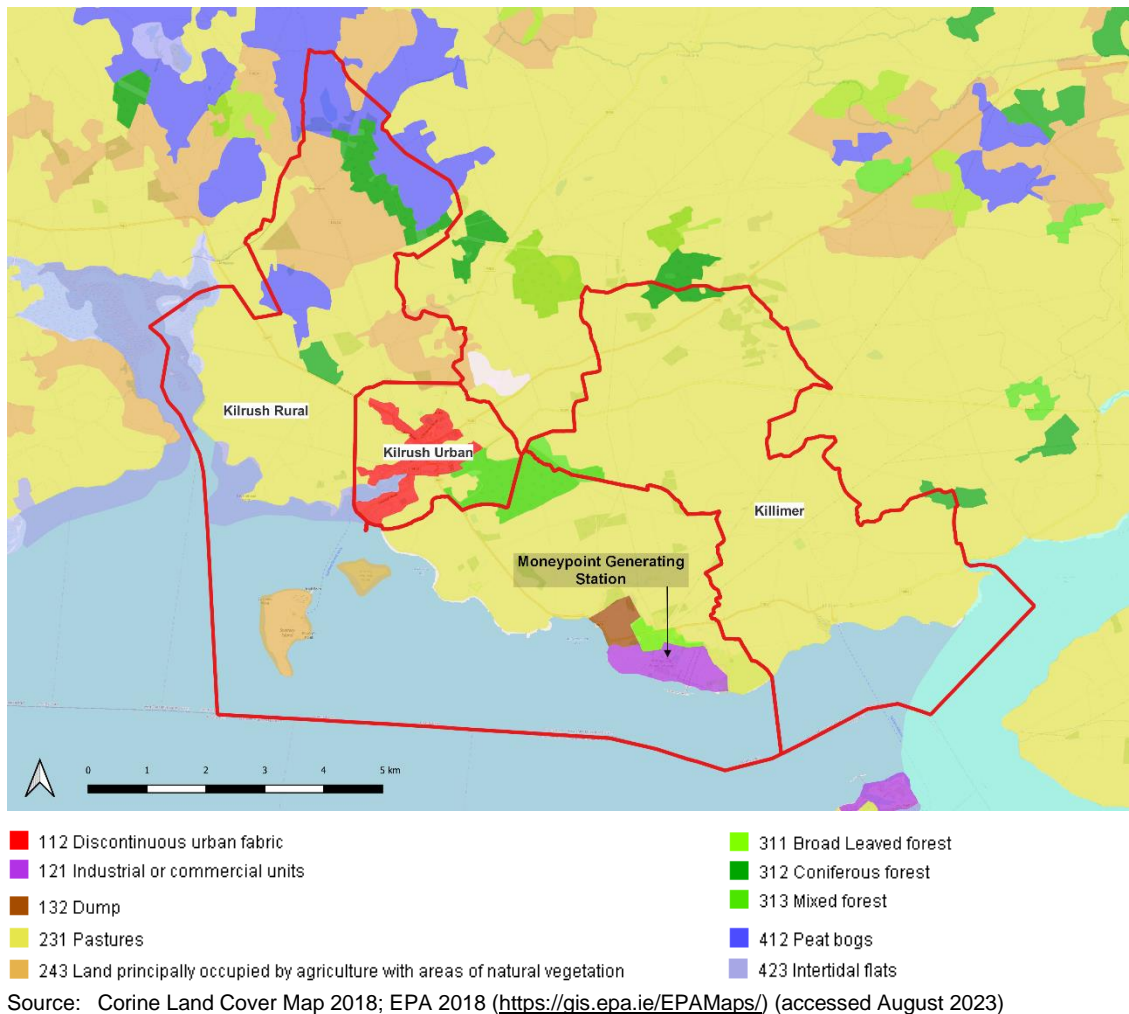 Kilrush Rural
Kilrush Urban
Killimer
Moneypoint Generating
Station
0 1 2 3 4 5 km
112 Discontinuous urban fabric
121 Industrial or commercial units
132 Dump
231 Pastures
243 Land principally occupied by agriculture with areas of natural vegetation
311 Broad Leaved forest
312 Coniferous forest
313 Mixed forest
412 Peat bogs
423 Intertidal flats
Source: Corine Land Cover Map 2018; EPA 2018 (https://gis.epa.ie/EPAMaps/) (accessed August 2023)